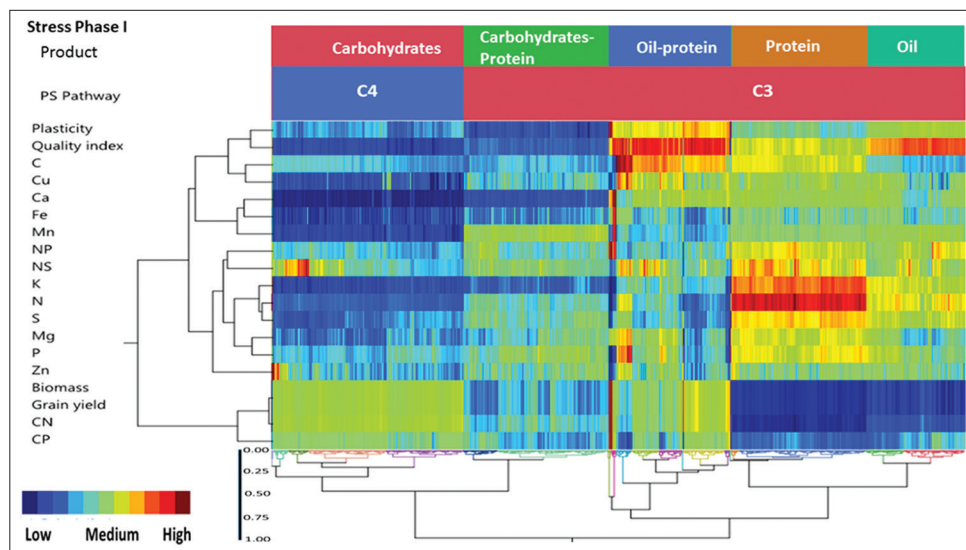 Stress Phase I
Product
Carbohydrates
Carbohydrates-
Protein
Oil-protein
Protein
Oil
PS Pathway
C4
C3
Plasticity
Quality index
C
Cu
Ca
Fe
Mn
NP
NS
K
N
S
Mg
P
Zn
Biomass
Grain yield
CN
CP
0.00
0.25
0.50
0.75
1.00
Low Medium High